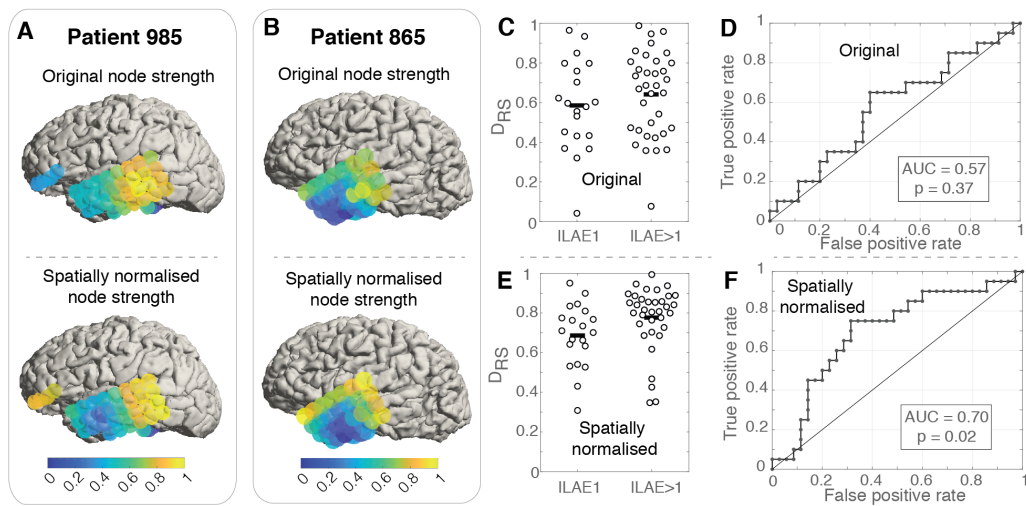 A
Patient 985
Original node strength
Spatially normalised
node strength
0 0.2 0.4 0.6 0.8 1
B
Patient 865
Original node strength
Spatially normalised
node strength
0 0.2 0.4 0.6 0.8 1
C
1
0.8
0.6
0.4
0.2
0
DRS
Original
ILAE1 ILAE>1
D
1
0.8
0.6
0.4
0.2
0
True positive rate
Original
AUC = 0.57
p = 0.37
0.2 0.4 0.6 0.8 1
False positive rate
E
1
0.8
0.6
0.4
0.2
0
DRS
Spatially
normalised
ILAE1 ILAE>1
F
1
0.8
0.6
0.4
0.2
0
True positive rate
Spatially
normalised
AUC = 0.70
p = 0.02
0 0.2 0.4 0.6 0.8 1
False positive rate